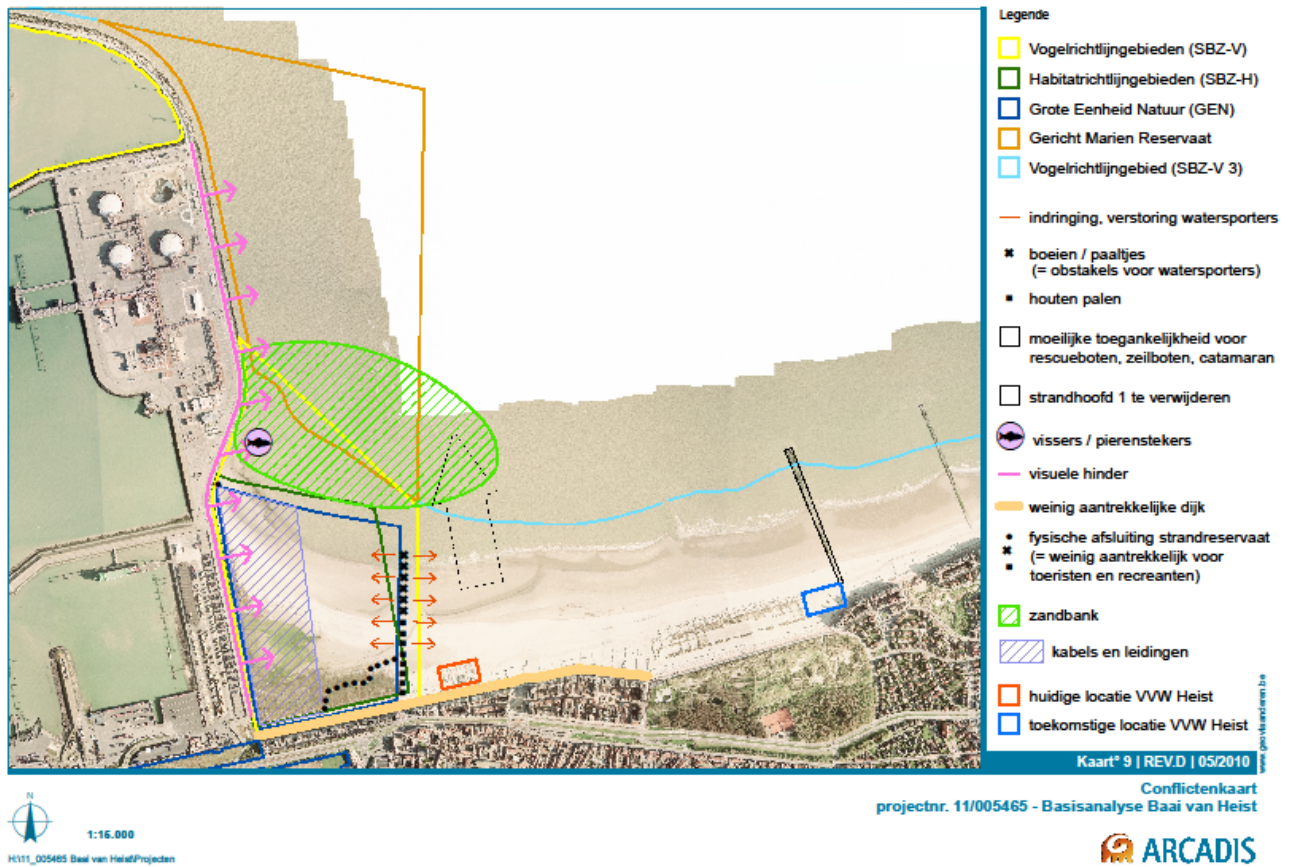 Legende
Vogelrichtlijngebieden (SBZ-V)
Habitatrichtlijngebieden (SBZ-H)
Grote Eenheid Natuur (GEN)
Gericht Marien Reservaat
Vogelrichtlijngebied (SBZ-V 3)
indringing, verstoring watersporters
boeien / paaltjes
(= obstakels voor watersporters)
houten palen
moeilijke toegankelijkheid voor
rescueboten, zeilboten, catamaran
strandhoofd 1 te verwijderen
vissers / pierenstekers
visuele hinder
weinig aantrekkelijke dijk
fysische afsluiting strandreservaat
(= weinig aantrekkelijk voor
toeristen en recreanten)
zandbank
kabels en leidingen
huidige locatie VVW Heist
toekomstige locatie VVW Heist
www.geovlaanderen.be
Kaart° 9 | REV.D | 05/2010
Conflictenkaart
projectnr. 11/005465 - Basisanalyse Baai van Heist
N
1:15.000
H:\11_005465 Baai van Heist\Projecten
ARCADIS